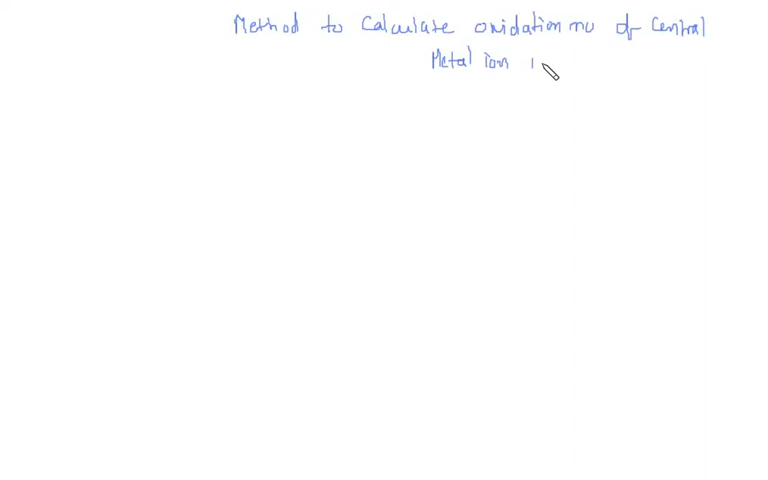 Method to Calculate oxidation no of Central
Metal ion